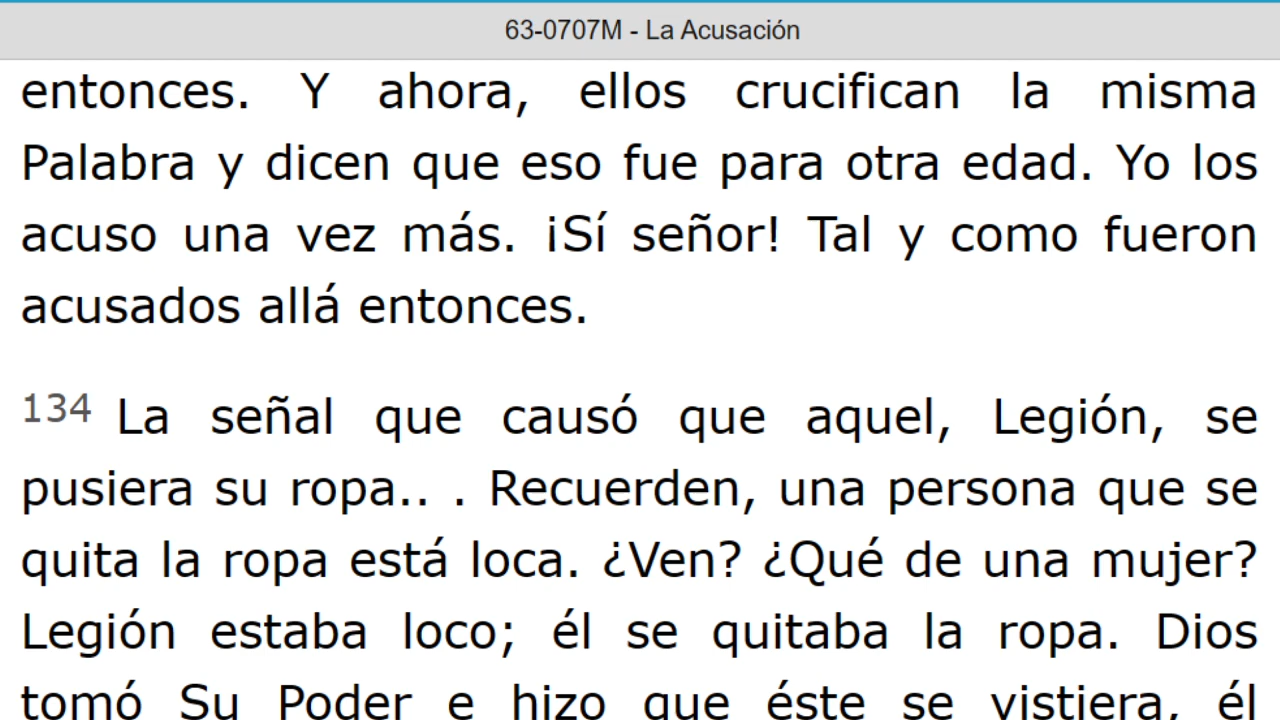 63-0707M - La Acusación
entonces. Y ahora, ellos crucifican la misma
Palabra y dicen que eso fue para otra edad. Yo los
acuso una vez más. ¡Sí señor! Tal y como fueron
acusados allá entonces.
134 La señal que causó que aquel, Legión, se
pusiera su ropa.. . Recuerden, una persona que se
quita la ropa está loca. ¿Ven? ¿Qué de una mujer?
Legión estaba loco; él se quitaba la ropa. Dios
tomó Su Poder e hizo que éste se vistiera, él